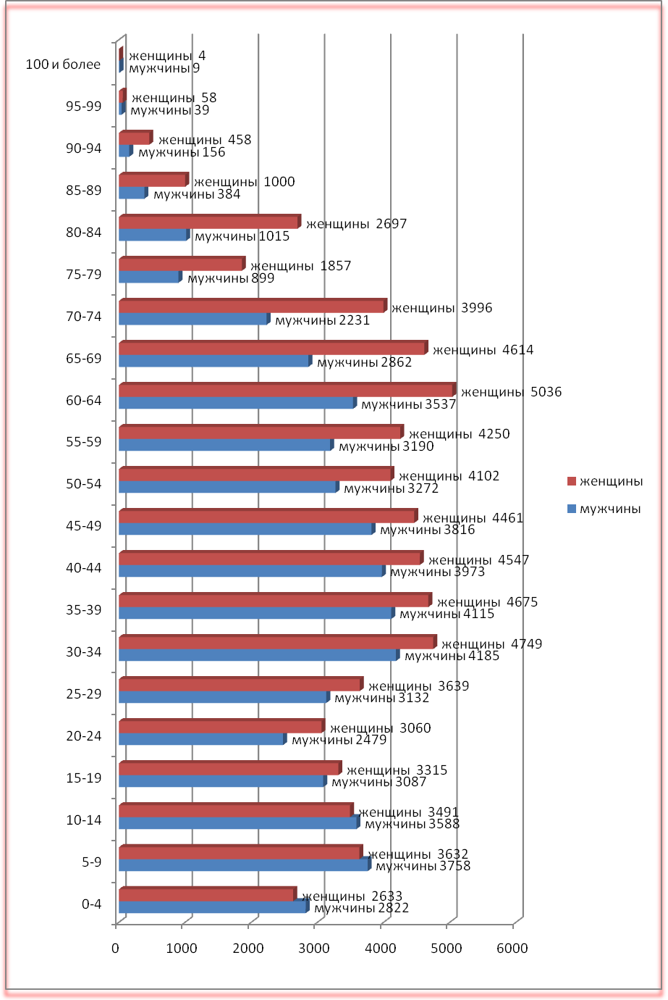 100 и более
женщины 4
мужчины 9
95-99
женщины 58
мужчины 39
90-94
женщины 458
мужчины 156
85-89
женщины 1000
мужчины 384
80-84
женщины 2697
мужчины 1015
75-79
женщины 1857
мужчины 899
70-74
женщины 3996
мужчины 2231
65-69
женщины 4614
мужчины 2862
60-64
женщины 5036
мужчины 3537
55-59
женщины 4250
мужчины 3190
50-54
женщины 4102
мужчины 3272
45-49
женщины 4461
мужчины 3816
40-44
женщины 4547
мужчины 3973
35-39
женщины 4675
мужчины 4115
30-34
женщины 4749
мужчины 4185
25-29
женщины 3639
мужчины 3132
20-24
женщины 3060
мужчины 2479
15-19
женщины 3315
мужчины 3087
10-14
женщины 3491
мужчины 3588
5-9
женщины 3632
мужчины 3758
0-4
женщины 2633
мужчины 2822
0 1000 2000 3000 4000 5000 6000
женщины
мужчины